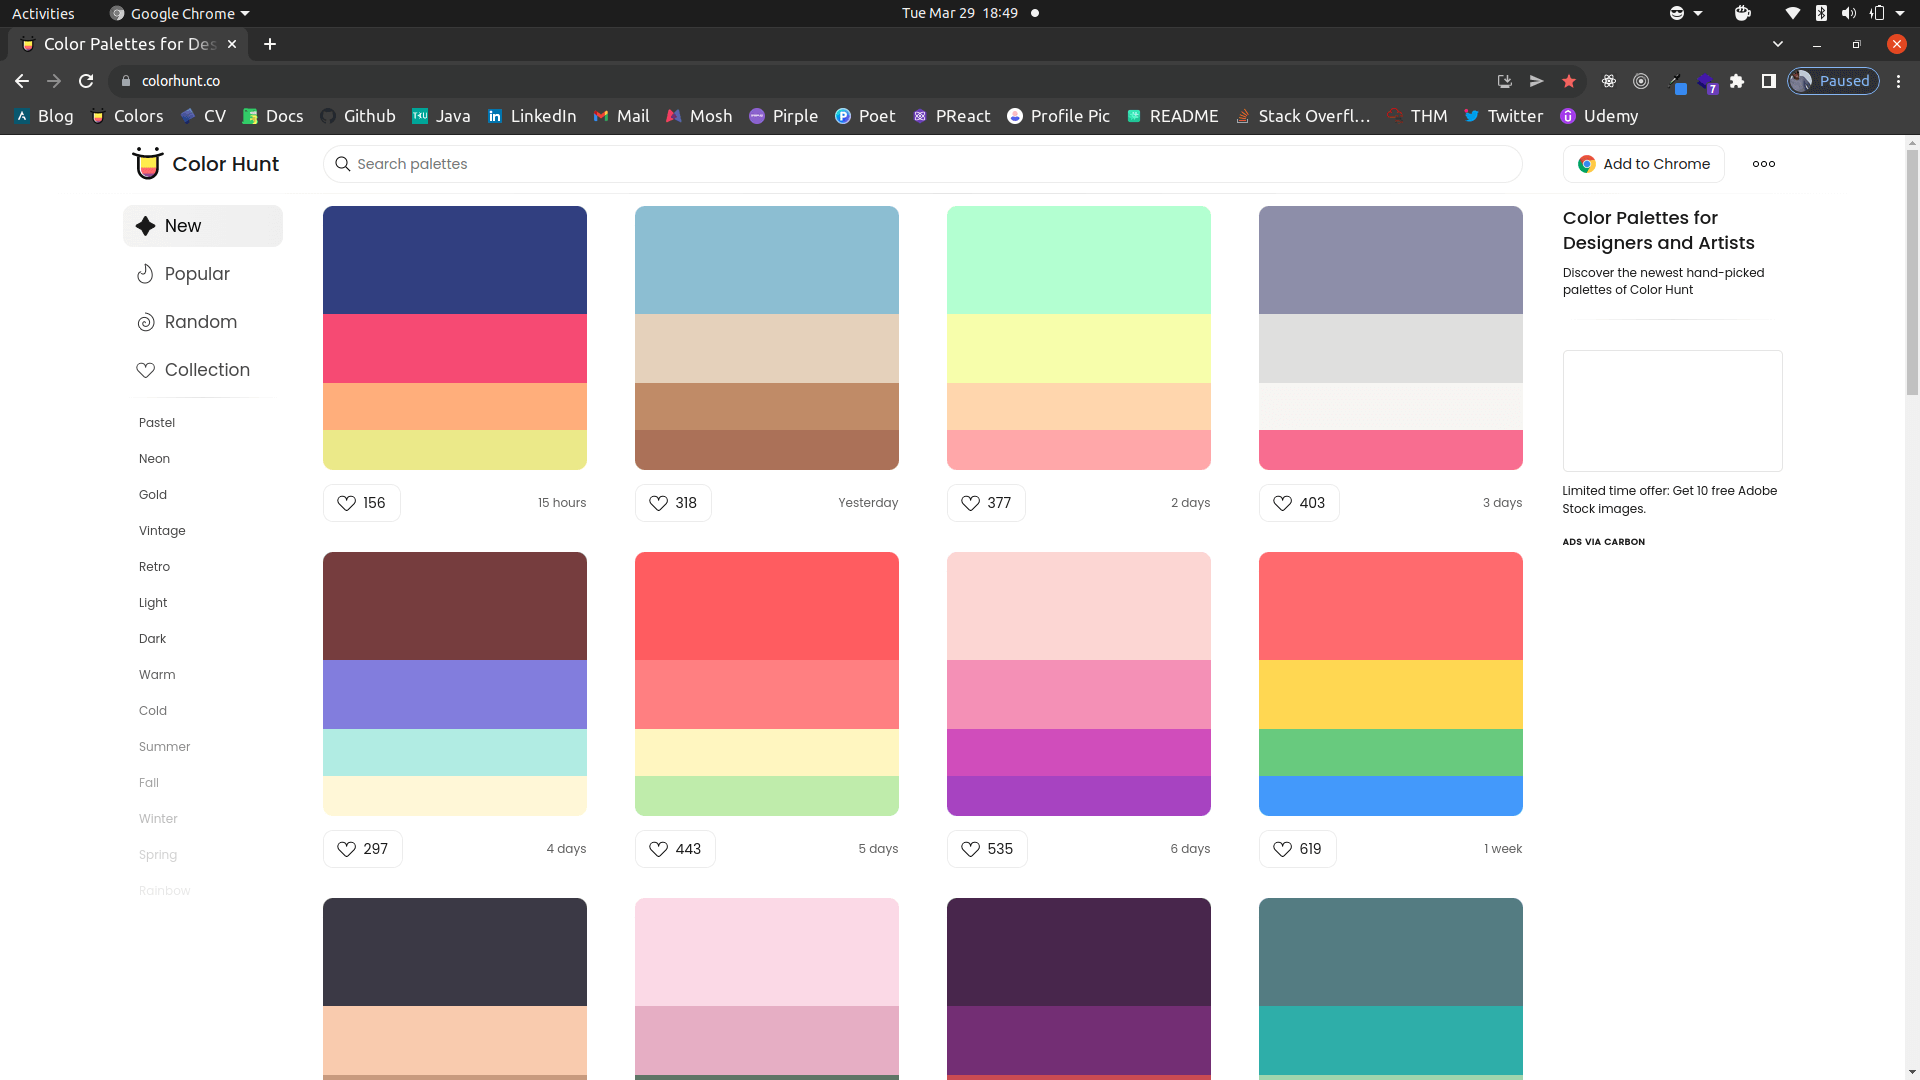 Activities
Google Chrome
Tue Mar 29 18:49
Color Palettes for Des
colorhunt.co
7
Paused
Blog
Colors
CV
Docs
Github
Java
LinkedIn
Mail
Mosh
Pirple
Poet
PReact
Profile Pic
README
Stack Overfl...
THM
Twitter
Udemy
Color Hunt
Search palettes
Add to Chrome
New
Popular
Random
Collection
Pastel
Neon
Gold
Vintage
Retro
Light
Dark
Warm
Cold
Summer
Fall
Winter
Spring
Rainbow
156
15 hours
318
Yesterday
377
2 days
403
3 days
297
4 days
443
5 days
535
6 days
619
1 week
Color Palettes for
Designers and Artists
Discover the newest hand-picked
palettes of Color Hunt
Limited time offer: Get 10 free Adobe
Stock images.
ADS VIA CARBON